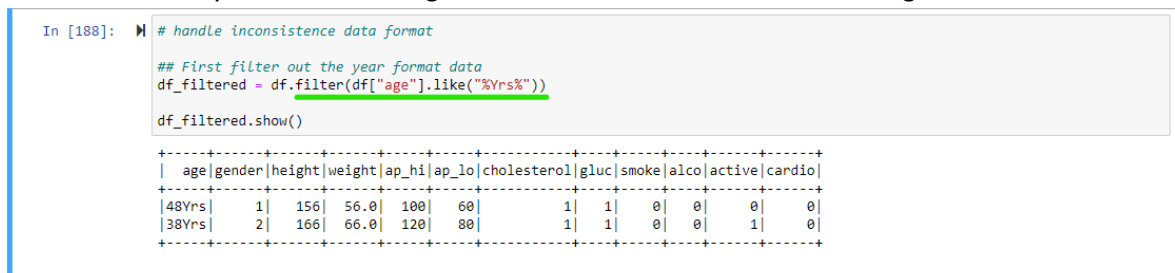 In [188]:
# handle inconsistence data format
## First filter out the year format data
df_filtered = df.filter(df["age"].like("%Yrs%"))
df_filtered.show()
+-----+------+------+------+-----+-----+-----------+----+-----+----+------+------+
|  age|gender|height|weight|ap_hi|ap_lo|cholesterol|gluc|smoke|alco|active|cardio|
+-----+------+------+------+-----+-----+-----------+----+-----+----+------+------+
|48Yrs|     1|   156|  56.0|  100|   60|          1|   1|    0|   0|     0|     0|
|38Yrs|     2|   166|  66.0|  120|   80|          1|   1|    0|   0|     1|     0|
+-----+------+------+------+-----+-----+-----------+----+-----+----+------+------+